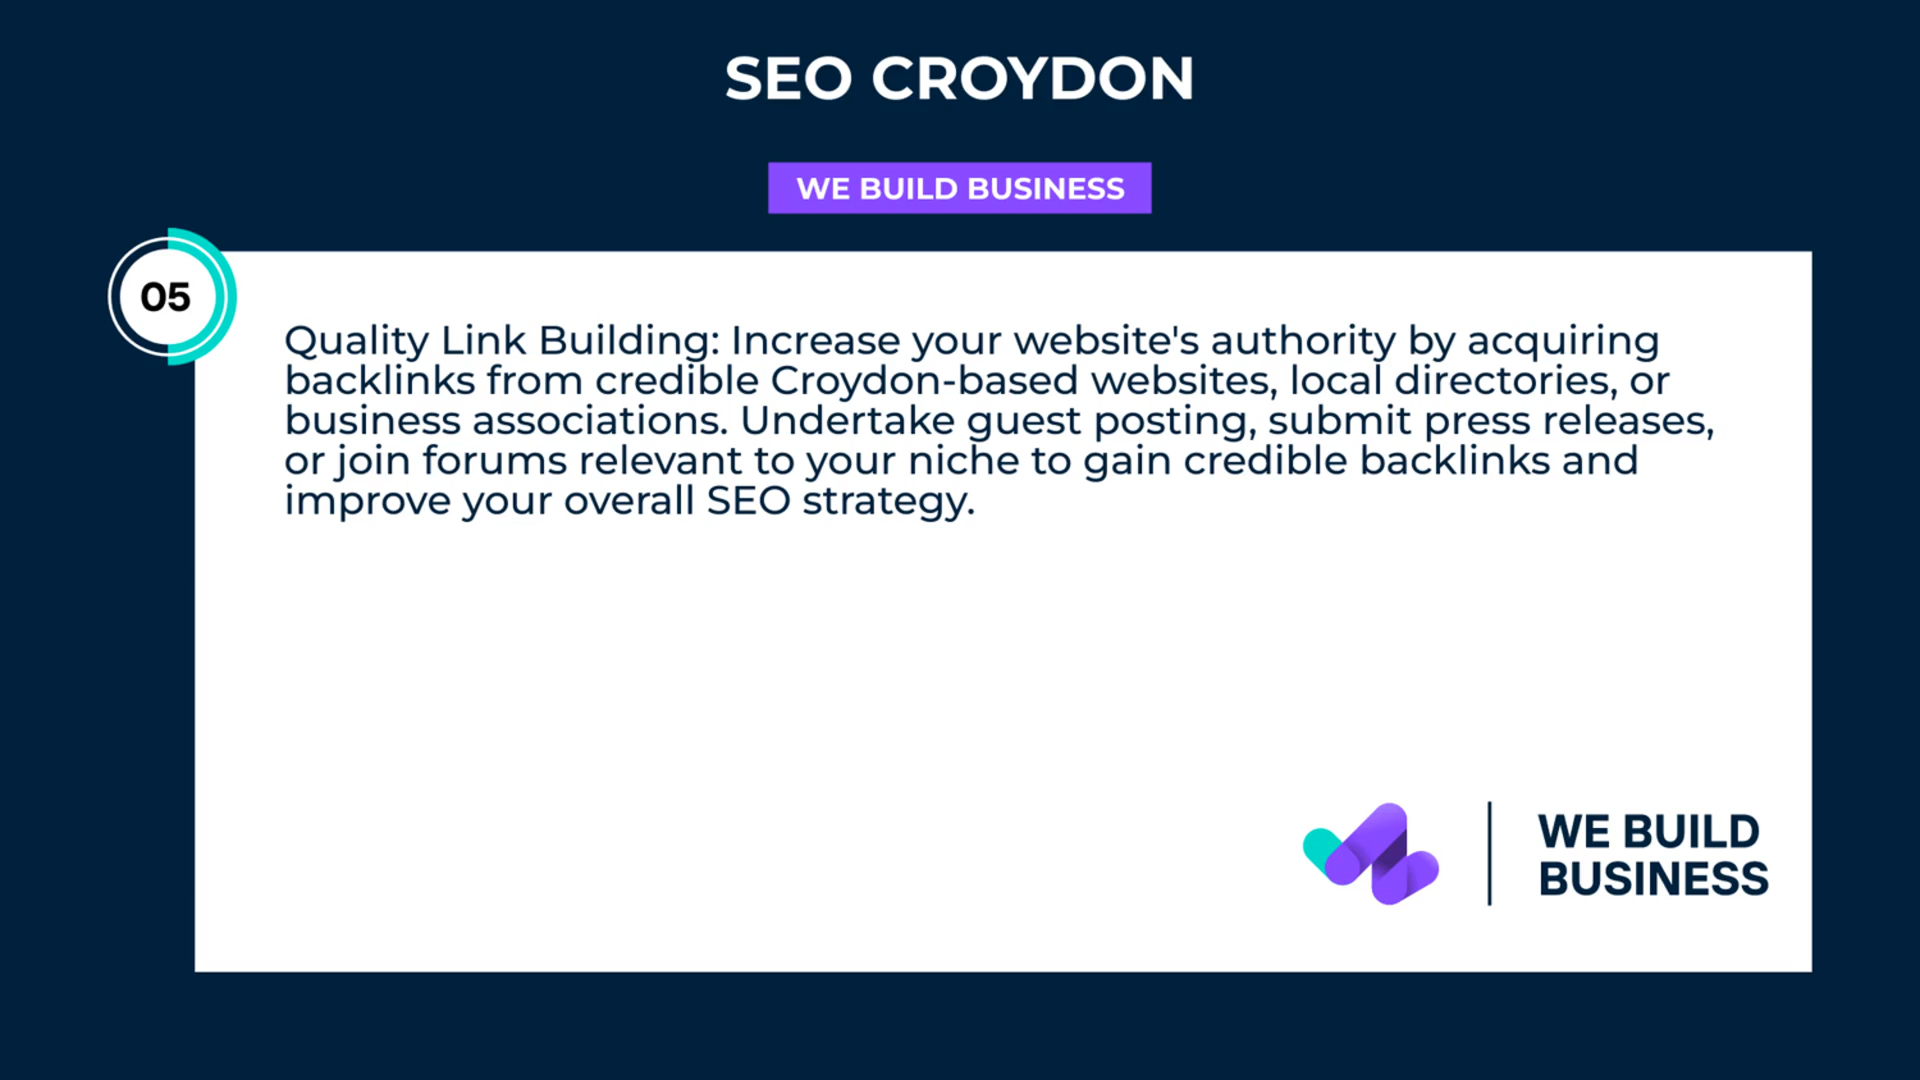 SEO CROYDON
WE BUILD BUSINESS
05
Quality Link Building: Increase your website's authority by acquiring
backlinks from credible Croydon-based websites, local directories, or
business associations. Undertake guest posting, submit press releases,
or join forums relevant to your niche to gain credible backlinks and
improve your overall SEO strategy.
WE BUILD
BUSINESS